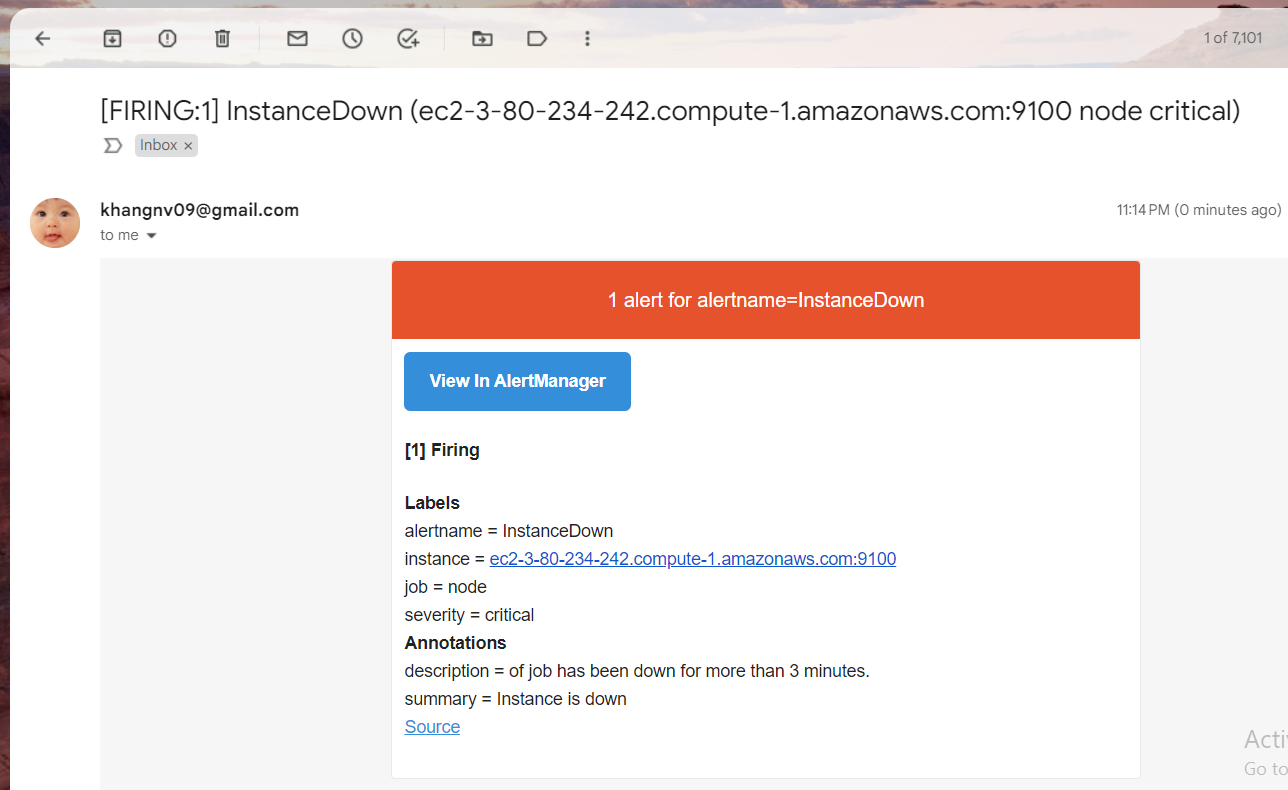 1 of 7,101
[FIRING:1] InstanceDown (ec2-3-80-234-242.compute-1.amazonaws.com:9100 node critical)
Inbox ×
khangnv09@gmail.com
11:14 PM (0 minutes ago)
to me
1 alert for alertname=InstanceDown
View In AlertManager
[1] Firing
Labels
alertname = InstanceDown
instance = ec2-3-80-234-242.compute-1.amazonaws.com:9100
job = node
severity = critical
Annotations
description = of job has been down for more than 3 minutes.
summary = Instance is down
Source
Acti
Go to